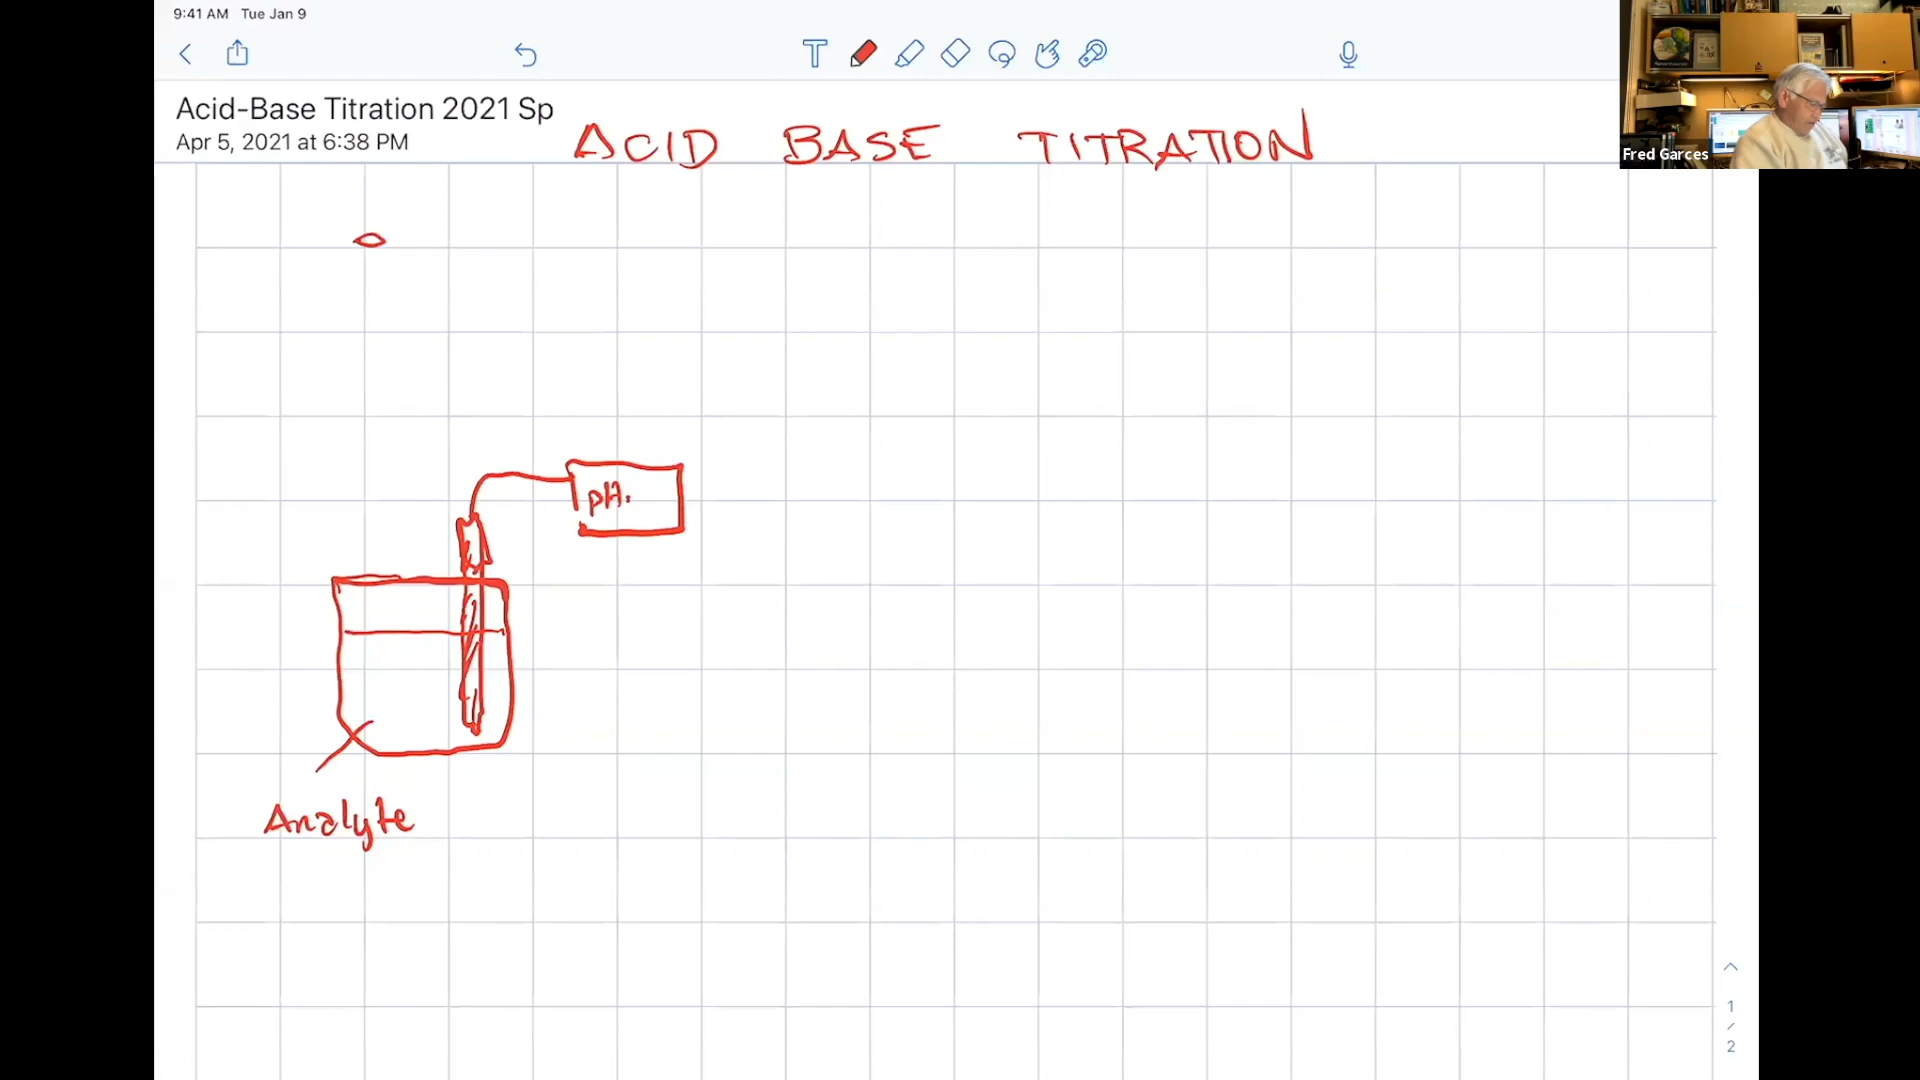 9:41 AM Tue Jan 9
Acid-Base Titration 2021 Sp
Apr 5, 2021 at 6:38 PM
ACID BASE TITRATION
Fred Garces
pH.
Analyte
1
/
2